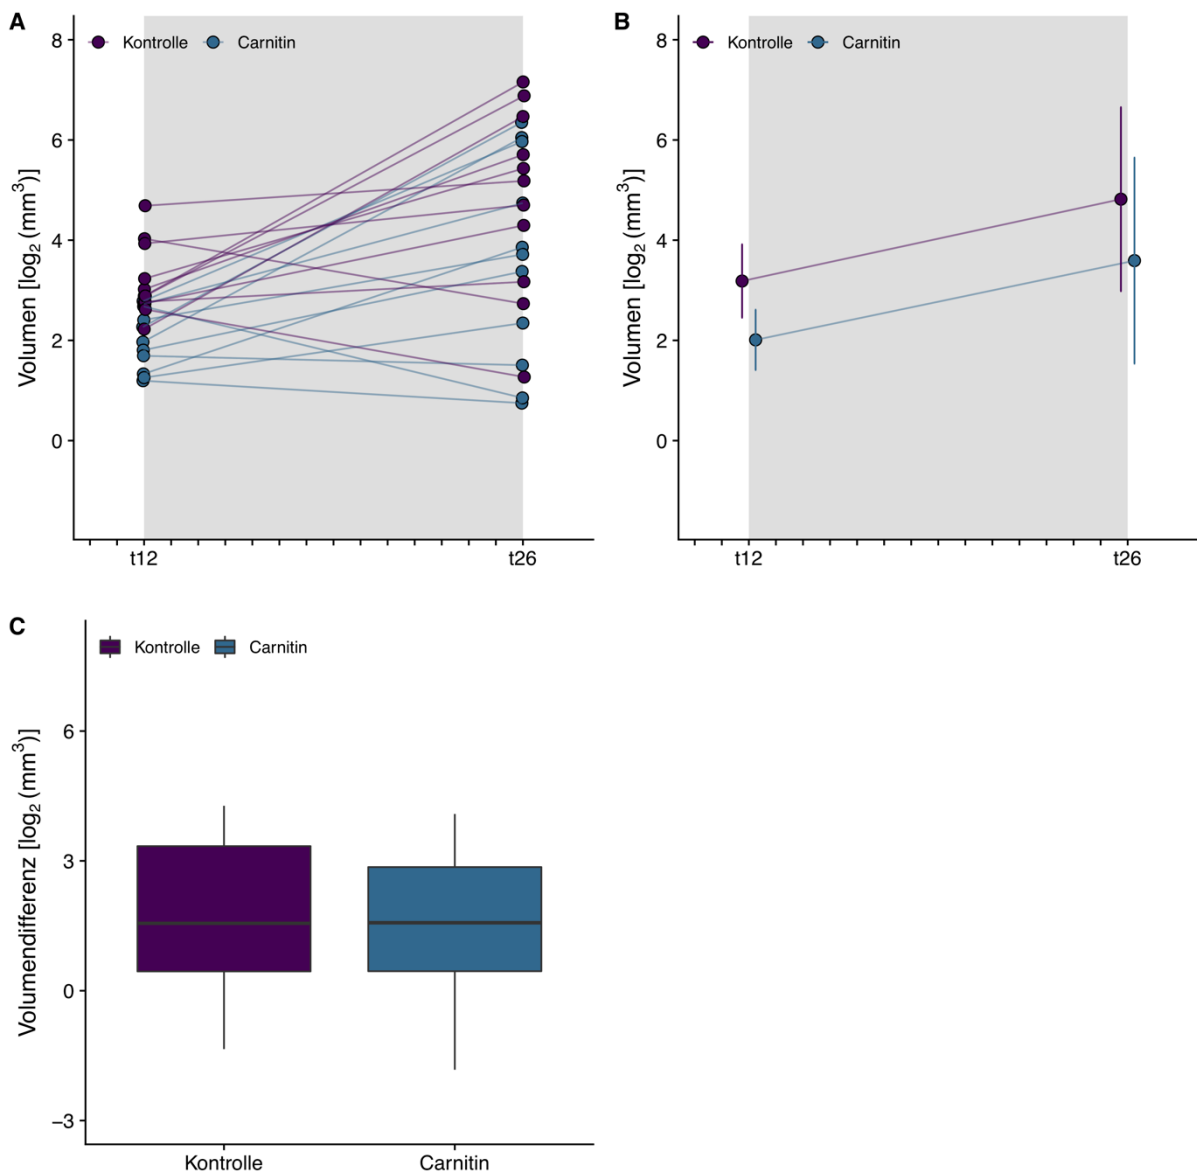 A
Kontrolle Carnitin
Volumen [log₂ (mm³)]
8
6
4
2
0
t12 t26
B
Kontrolle Carnitin
Volumen [log₂ (mm³)]
8
6
4
2
0
t12 t26
C
Kontrolle Carnitin
Volumendifferenz [log₂ (mm³)]
6
3
0
−3
Kontrolle Carnitin